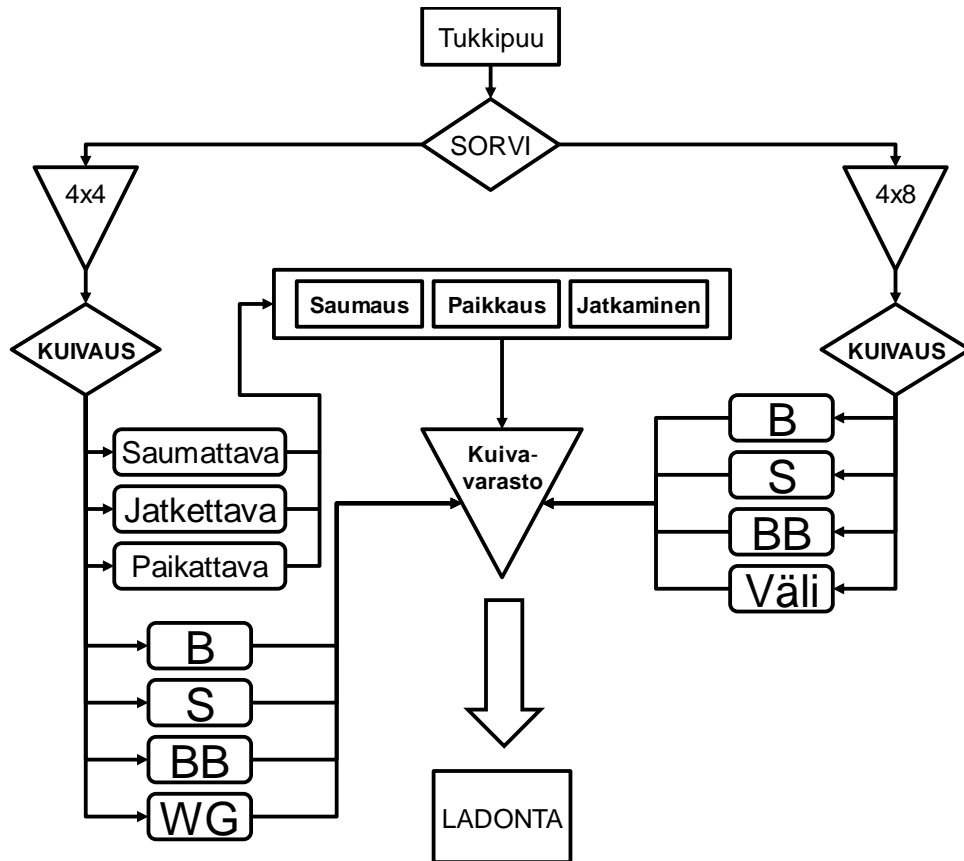 Tukkipuu
SORVI
4x4
4x8
Saumaus
Paikkaus
Jatkaminen
KUIVAUS
KUIVAUS
Saumattava
Jatkettava
Paikattava
Kuiva-
varasto
B
S
BB
Väli
B
S
BB
WG
LADONTA